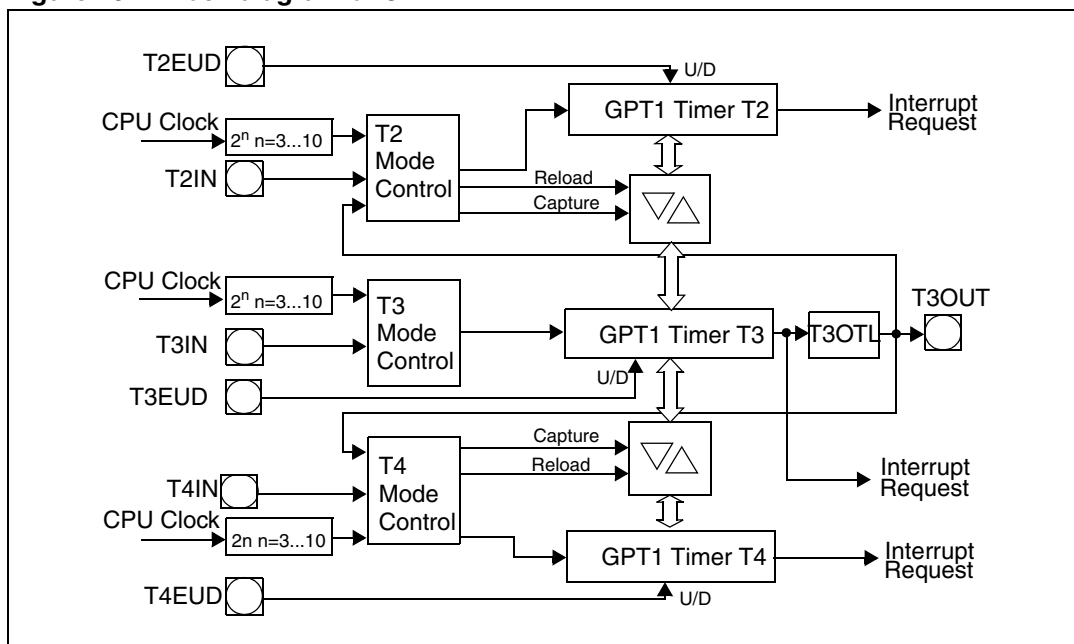 T2EUD
U/D
GPT1 Timer T2
Interrupt
Request
CPU Clock
2ⁿ n=3...10
T2IN
T2
Mode
Control
Reload
Capture
CPU Clock
2ⁿ n=3...10
T3IN
T3EUD
T3
Mode
Control
GPT1 Timer T3
U/D
T3OTL
T3OUT
Interrupt
Request
T4
Mode
Control
Capture
Reload
T4IN
CPU Clock
2n n=3...10
GPT1 Timer T4
Interrupt
Request
T4EUD
U/D